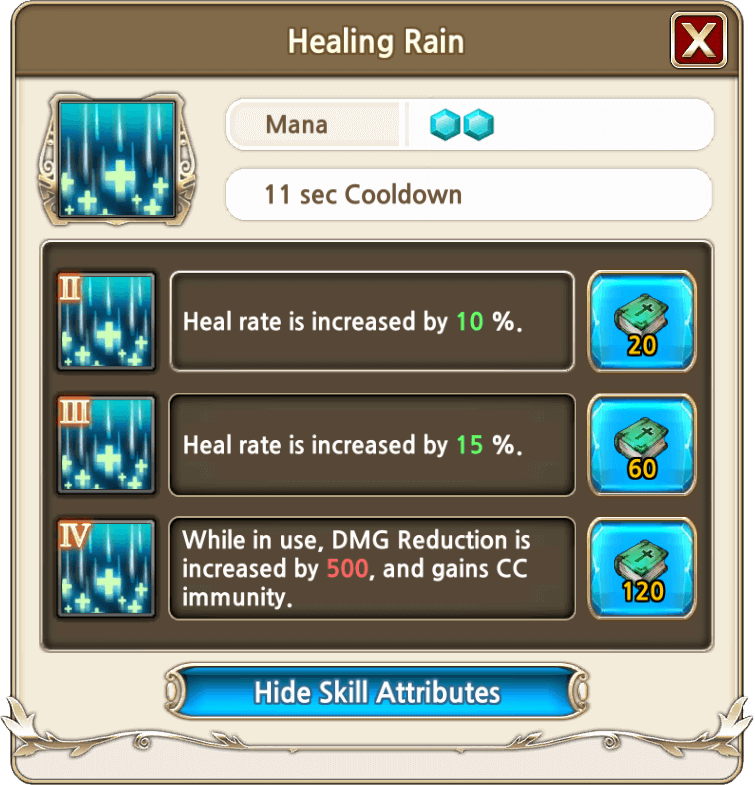 Healing Rain
X
Mana
11 sec Cooldown
II
Heal rate is increased by 10 %.
20
III
Heal rate is increased by 15 %.
60
IV
While in use, DMG Reduction is
increased by 500, and gains CC
immunity.
120
Hide Skill Attributes